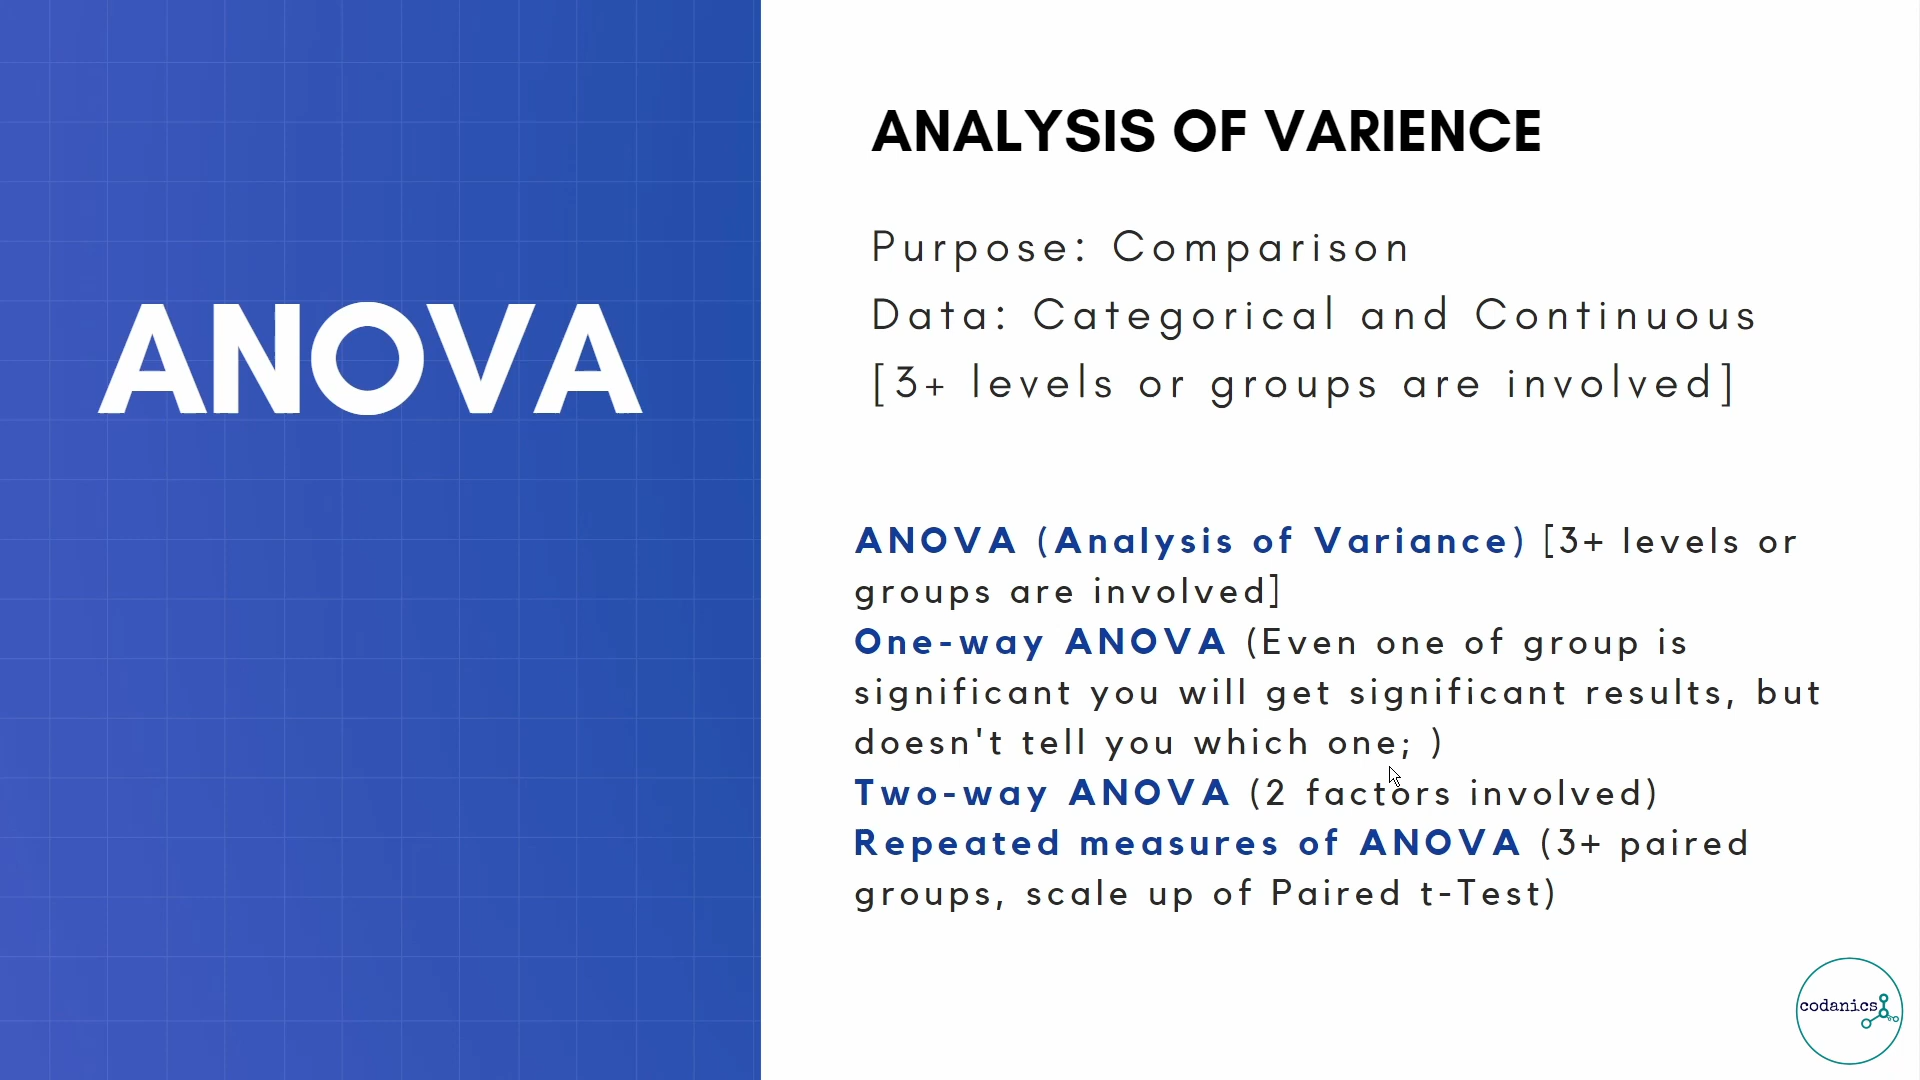 ANOVA
ANALYSIS OF VARIENCE
Purpose: Comparison
Data: Categorical and Continuous
[3+ levels or groups are involved]
ANOVA (Analysis of Variance) [3+ levels or
groups are involved]
One-way ANOVA (Even one of group is
significant you will get significant results, but
doesn't tell you which one; )
Two-way ANOVA (2 factors involved)
Repeated measures of ANOVA (3+ paired
groups, scale up of Paired t-Test)
codanics